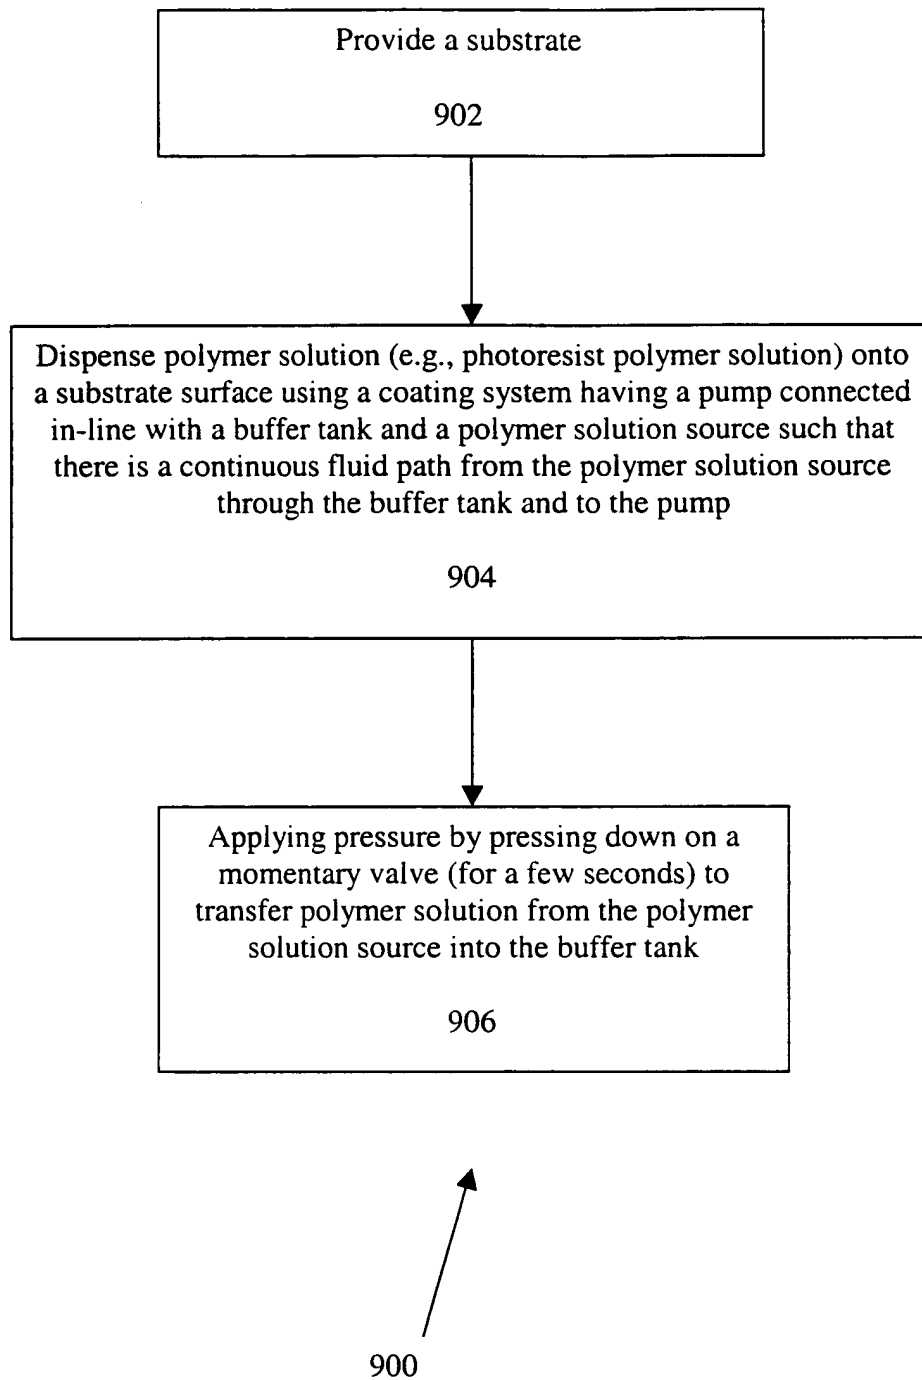 Provide a substrate
902
Dispense polymer solution (e.g., photoresist polymer solution) onto
a substrate surface using a coating system having a pump connected
in-line with a buffer tank and a polymer solution source such that
there is a continuous fluid path from the polymer solution source
through the buffer tank and to the pump
904
Applying pressure by pressing down on a
momentary valve (for a few seconds) to
transfer polymer solution from the polymer
solution source into the buffer tank
906
900